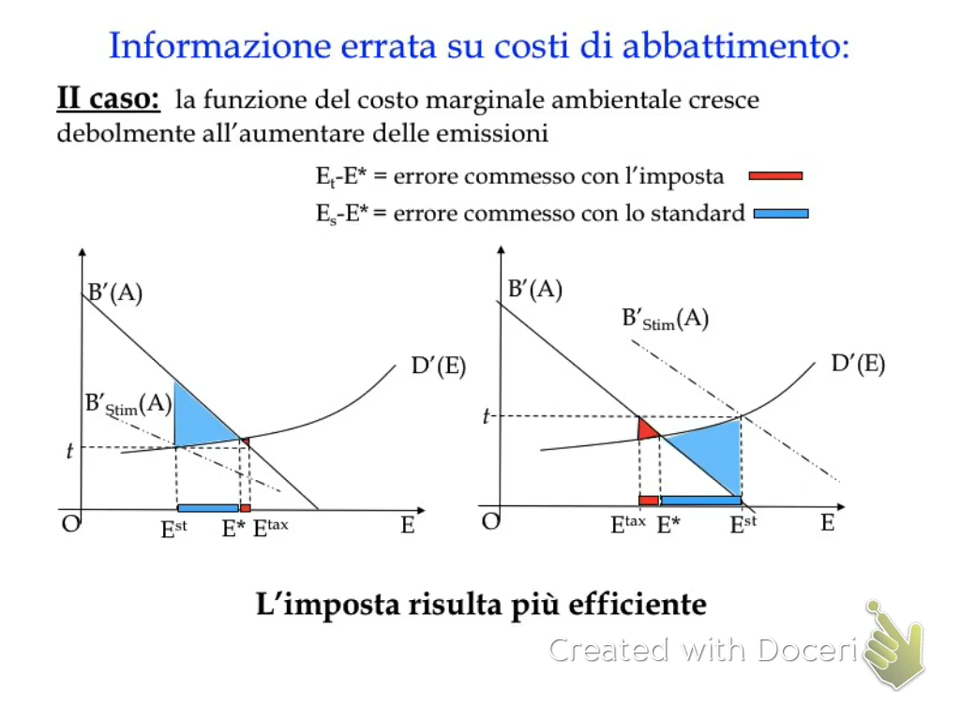 Informazione errata su costi di abbattimento:
II caso: la funzione del costo marginale ambientale cresce
debolmente all’aumentare delle emissioni
Et-E* = errore commesso con l’imposta
Es-E* = errore commesso con lo standard
B’(A)
D’(E)
B’Stim(A)
t
O
Est
E*
Etax
E
B’(A)
B’Stim(A)
D’(E)
t
O
Etax
E*
Est
E
L’imposta risulta più efficiente
Created with Doceri